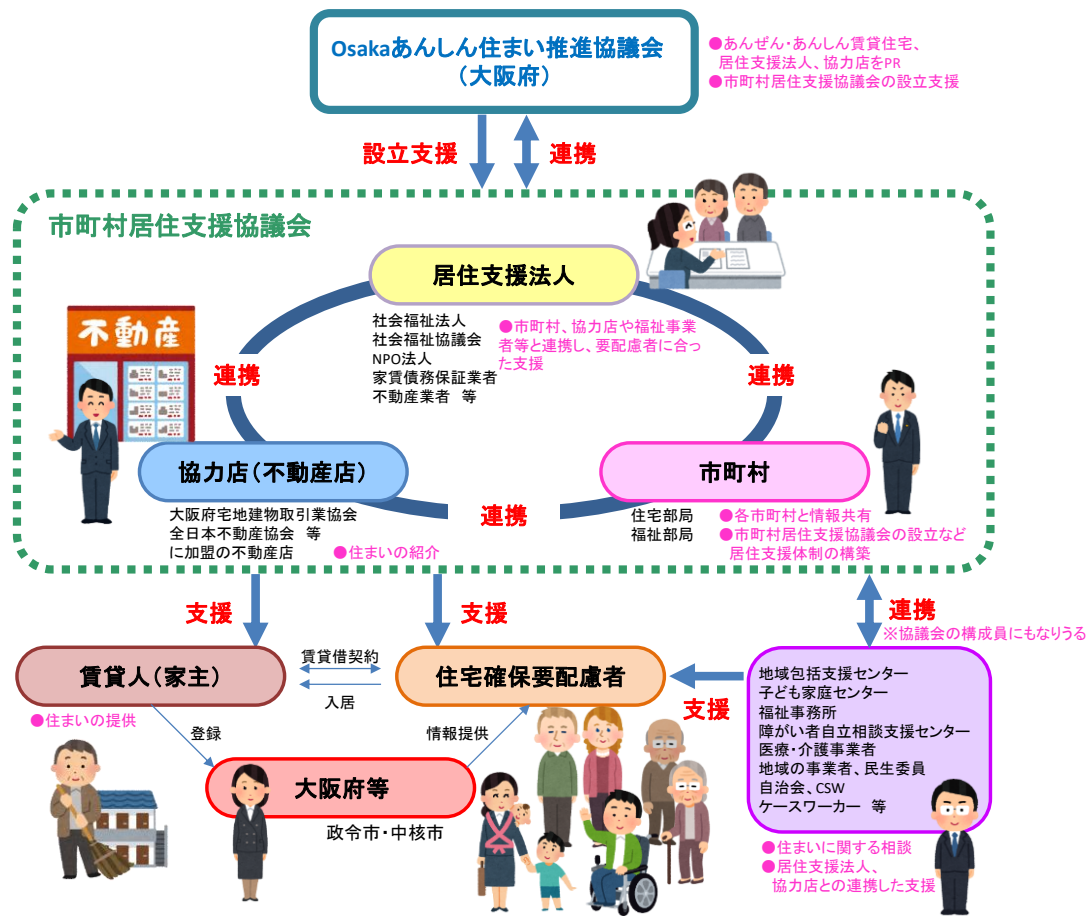 Osakaあんしん住まい推進協議会
（大阪府）
●あんぜん・あんしん賃貸住宅、
居住支援法人、協力店をPR
●市町村居住支援協議会の設立支援
設立支援
連携
市町村居住支援協議会
居住支援法人
社会福祉法人
社会福祉協議会
NPO法人
家賃債務保証業者
不動産業者　等
●市町村、協力店や福祉事業
者等と連携し、要配慮者に合っ
た支援
不動産
連携
連携
協力店（不動産店）
市町村
連携
大阪府宅地建物取引業協会
全日本不動産協会　等
に加盟の不動産店
●住まいの紹介
住宅部局
福祉部局
●各市町村と情報共有
●市町村居住支援協議会の設立など
居住支援体制の構築
支援
支援
連携
※協議会の構成員にもなりうる
賃貸人（家主）
賃貸借契約
入居
住宅確保要配慮者
支援
●住まいの提供
登録
情報提供
大阪府等
政令市・中核市
地域包括支援センター
子ども家庭センター
福祉事務所
障がい者自立相談支援センター
医療・介護事業者
地域の事業者、民生委員
自治会、CSW
ケースワーカー　等
●住まいに関する相談
●居住支援法人、
協力店との連携した支援